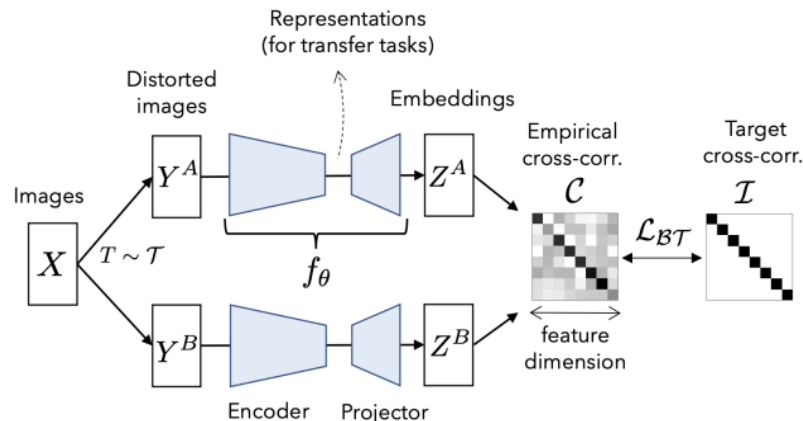 Representations
(for transfer tasks)
Distorted
images
Embeddings
Empirical
cross-corr.
Target
cross-corr.
Images
Y^A
Z^A
𝒞
ℐ
X
T ~ 𝒯
f_θ
ℒ_ℬ𝒯
Y^B
Z^B
feature
dimension
Encoder
Projector